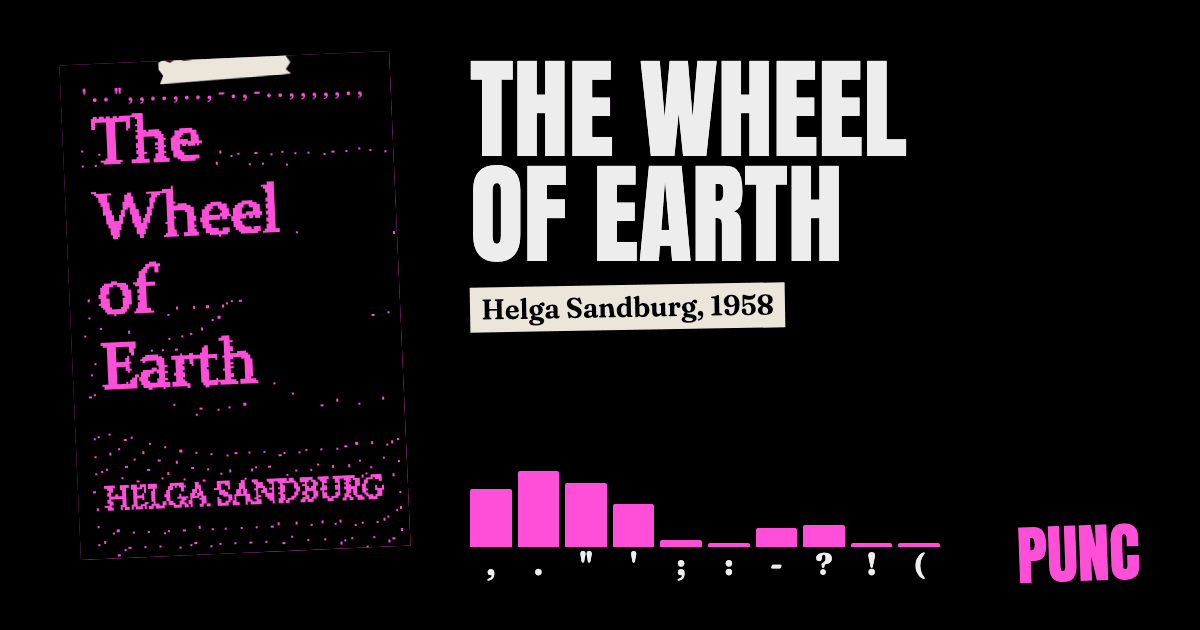 '..",,..,..,-.,-..,,,,,.,
The
Wheel
of
Earth
HELGA SANDBURG
THE WHEEL
OF EARTH
Helga Sandburg, 1958
, . " ' ; : - ? ! (
PUNC